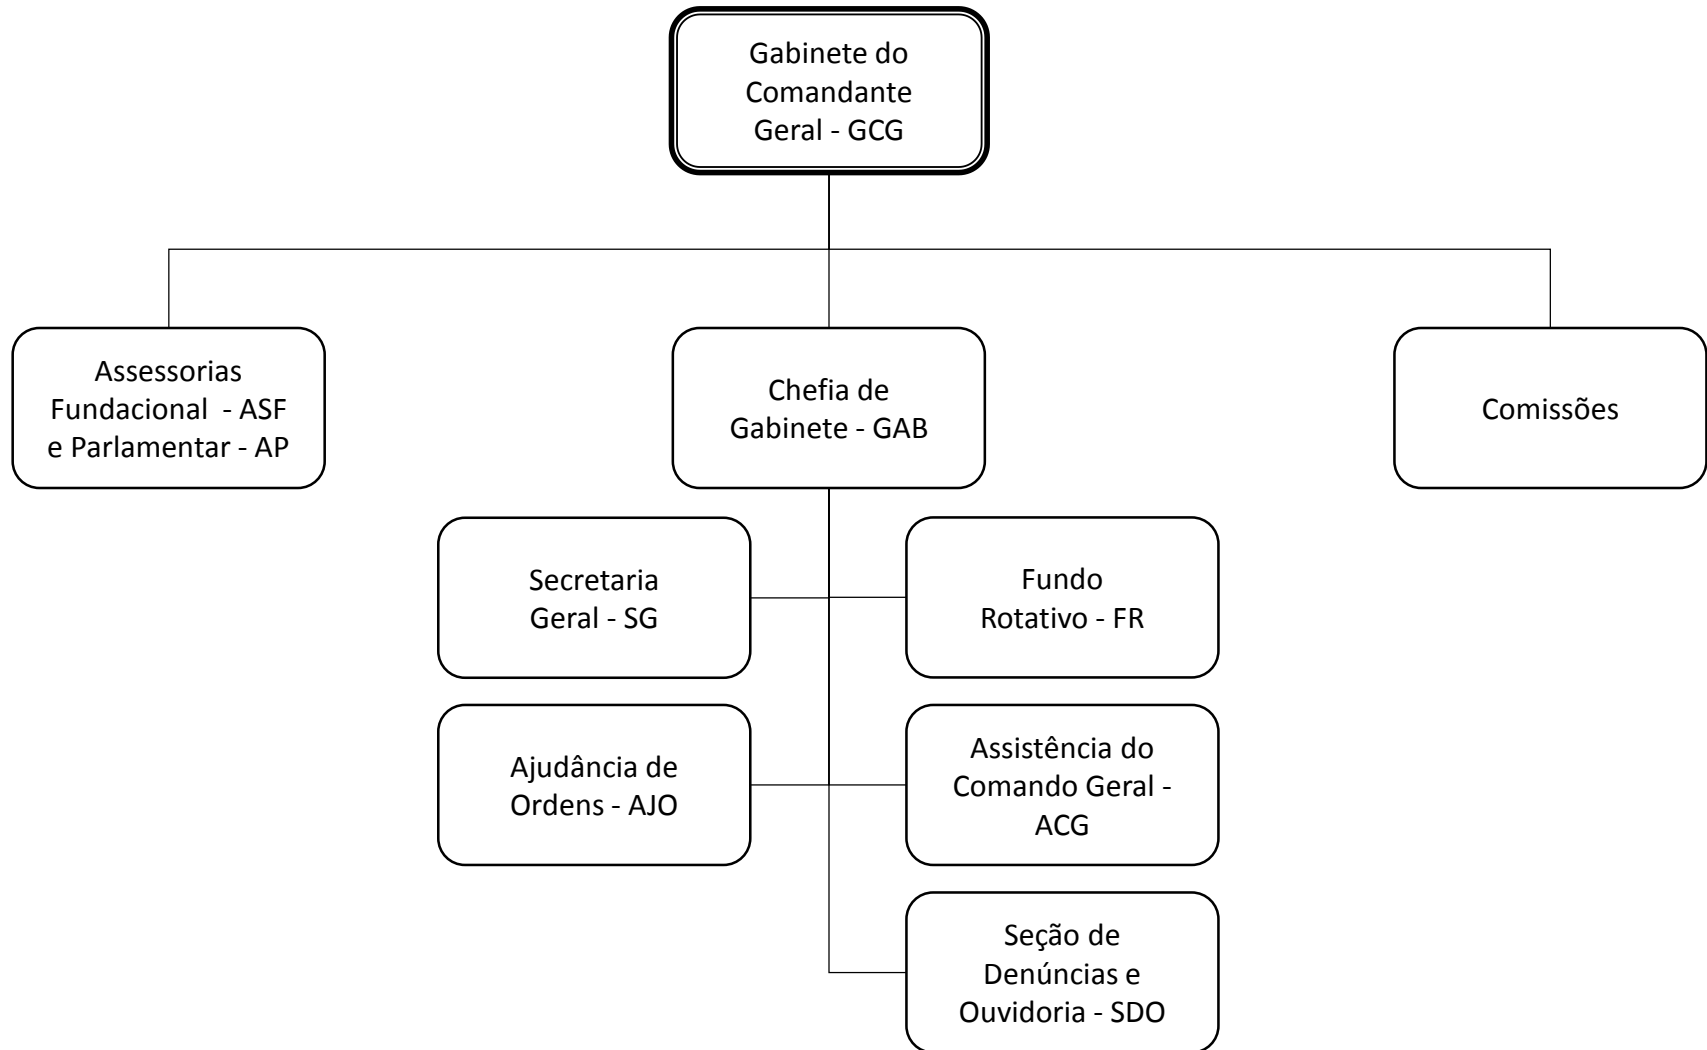 Gabinete do
Comandante
Geral - GCG
Assessorias
Fundacional - ASF
e Parlamentar - AP
Chefia de
Gabinete - GAB
Comissões
Secretaria
Geral - SG
Fundo
Rotativo - FR
Ajudância de
Ordens - AJO
Assistência do
Comando Geral -
ACG
Seção de
Denúncias e
Ouvidoria - SDO